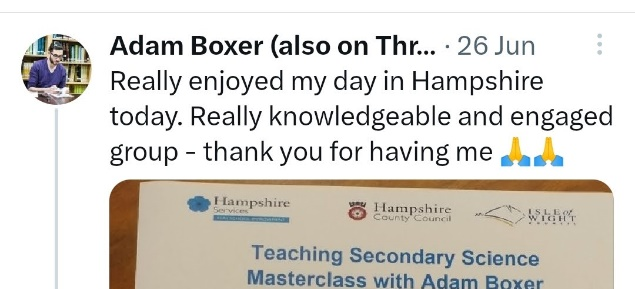 Adam Boxer (also on Thr... · 26 Jun
Really enjoyed my day in Hampshire
today. Really knowledgeable and engaged
group - thank you for having me 🙏🙏
Hampshire
Services
Hampshire
County Council
ISLE of
WIGHT
COUNCIL
Teaching Secondary Science
Masterclass with Adam Boxer